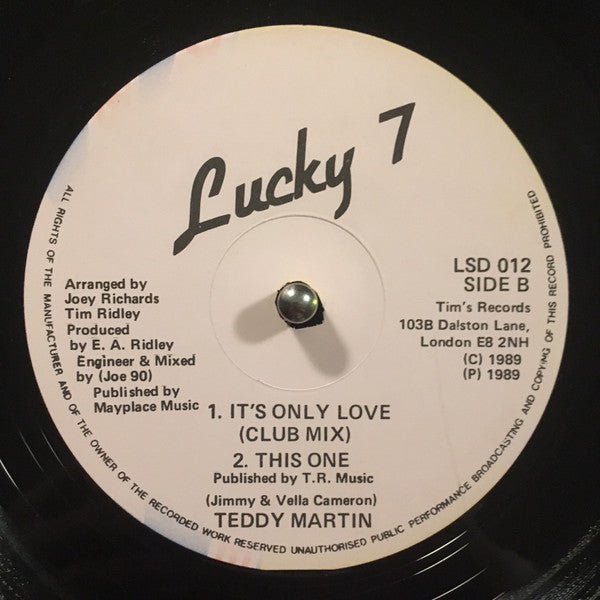 Lucky 7
LSD 012
SIDE B
Arranged by
Joey Richards
Tim Ridley
Produced
by E. A. Ridley
Engineer & Mixed
by (Joe 90)
Published by
Mayplace Music
Tim's Records
103B Dalston Lane,
London E8 2NH
(C) 1989
(P) 1989
1. IT'S ONLY LOVE
(CLUB MIX)
2. THIS ONE
Published by T.R. Music
(Jimmy & Vella Cameron)
TEDDY MARTIN
ALL RIGHTS OF THE MANUFACTURER AND OF THE OWNER OF THE RECORDED WORK RESERVED UNAUTHORISED PUBLIC PERFORMANCE BROADCASTING AND COPYING OF THIS RECORD PROHIBITED